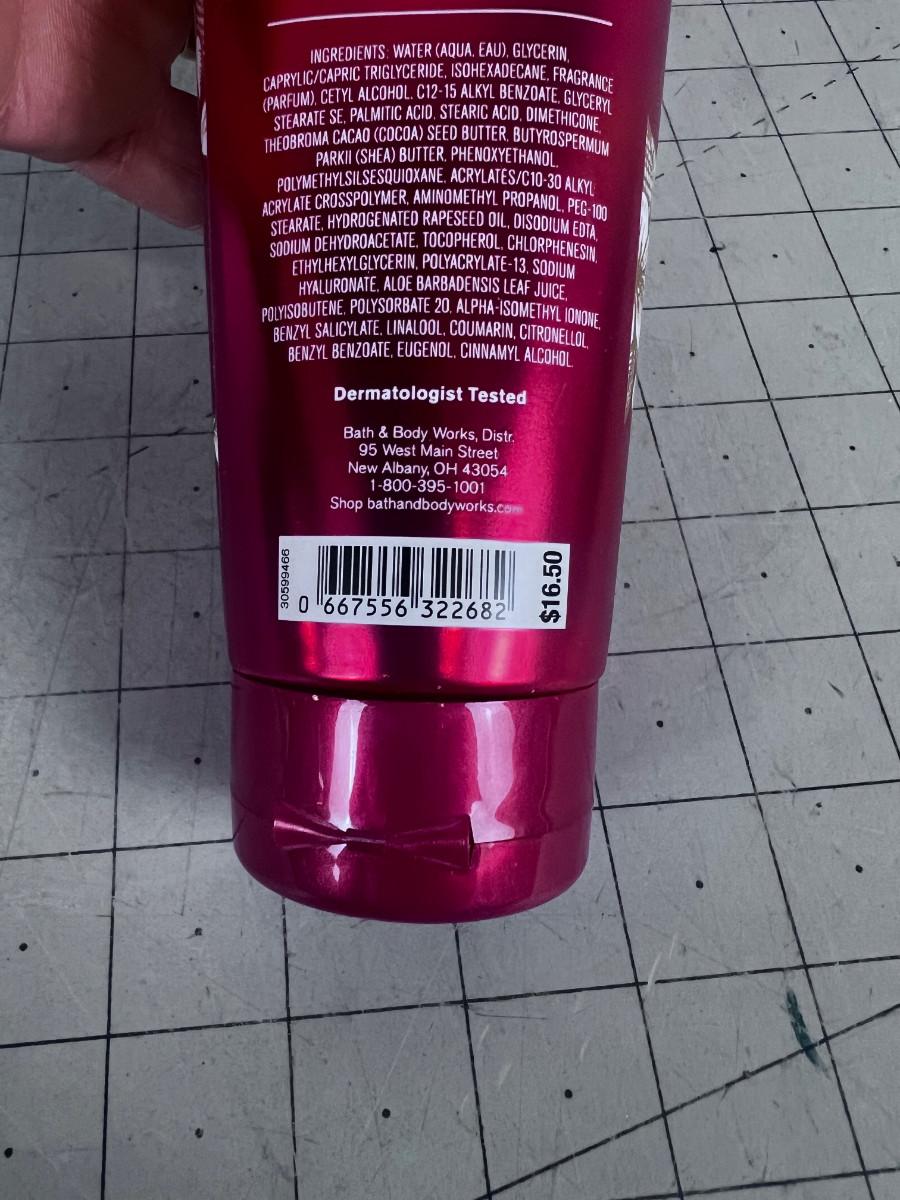 INGREDIENTS: WATER (AQUA, EAU), GLYCERIN,
CAPRYLIC/CAPRIC TRIGLYCERIDE, ISOHEXADECANE, FRAGRANCE
(PARFUM), CETYL ALCOHOL, C12-15 ALKYL BENZOATE, GLYCERYL
STEARATE SE, PALMITIC ACID, STEARIC ACID, DIMETHICONE,
THEOBROMA CACAO (COCOA) SEED BUTTER, BUTYROSPERMUM
PARKII (SHEA) BUTTER, PHENOXYETHANOL,
POLYMETHYLSILSESQUIOXANE, ACRYLATES/C10-30 ALKYL
ACRYLATE CROSSPOLYMER, AMINOMETHYL PROPANOL, PEG-100
STEARATE, HYDROGENATED RAPESEED OIL, DISODIUM EDTA,
SODIUM DEHYDROACETATE, TOCOPHEROL, CHLORPHENESIN,
ETHYLHEXYLGLYCERIN, POLYACRYLATE-13, SODIUM
HYALURONATE, ALOE BARBADENSIS LEAF JUICE,
POLYISOBUTENE, POLYSORBATE 20, ALPHA-ISOMETHYL IONONE,
BENZYL SALICYLATE, LINALOOL, COUMARIN, CITRONELLOL,
BENZYL BENZOATE, EUGENOL, CINNAMYL ALCOHOL.
Dermatologist Tested
Bath & Body Works, Distr.
95 West Main Street
New Albany, OH 43054
1-800-395-1001
Shop bathandbodyworks.com
30599466
0 667556 322682
$16.50